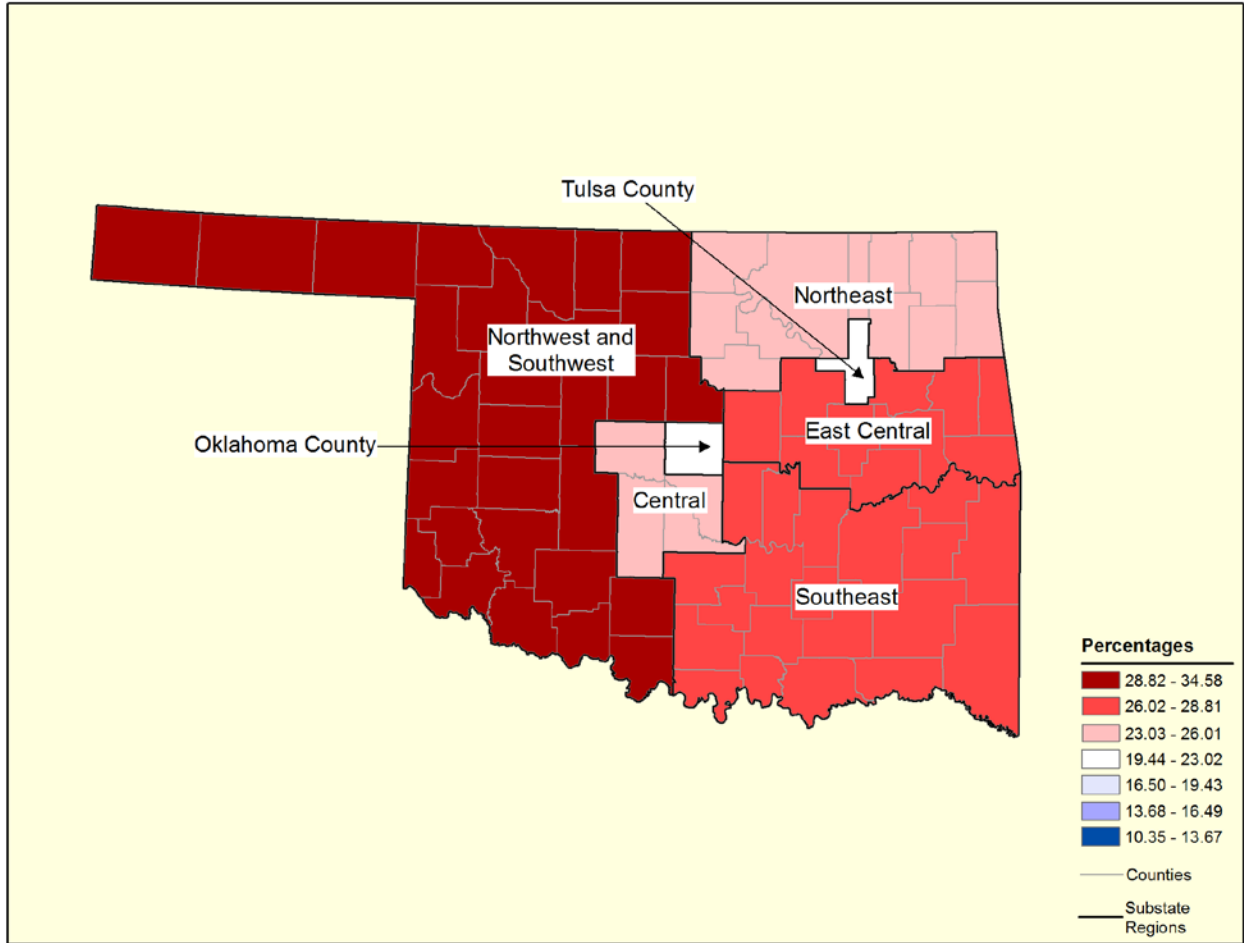 Tulsa County
Northeast
Northwest and
Southwest
East Central
Oklahoma County
Central
Southeast
Percentages
28.82 - 34.58
26.02 - 28.81
23.03 - 26.01
19.44 - 23.02
16.50 - 19.43
13.68 - 16.49
10.35 - 13.67
Counties
Substate
Regions